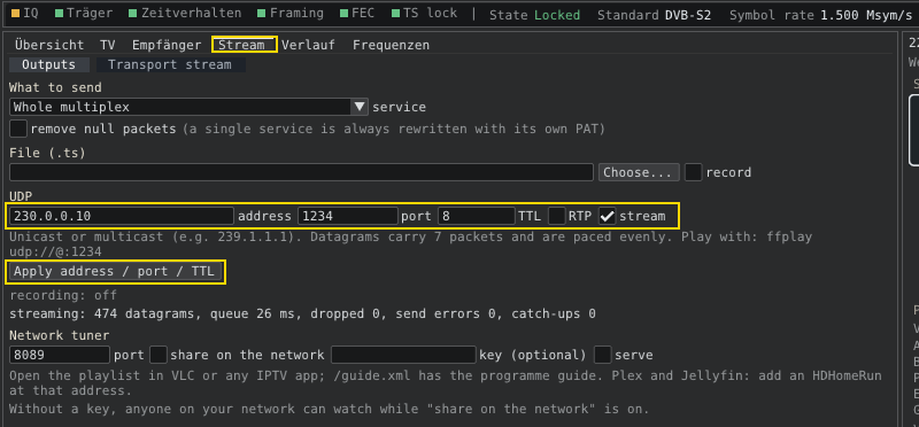 IQ Träger Zeitverhalten Framing FEC TS lock | State Locked Standard DVB-S2 Symbol rate 1.500 Msym/s
Übersicht TV Empfänger Stream Verlauf Frequenzen
Outputs Transport stream
What to send
Whole multiplex service
remove null packets (a single service is always rewritten with its own PAT)
File (.ts)
Choose... record
UDP
230.0.0.10 address 1234 port 8 TTL RTP stream
Unicast or multicast (e.g. 239.1.1.1). Datagrams carry 7 packets and are paced evenly. Play with: ffplay
udp://@:1234
Apply address / port / TTL
recording: off
streaming: 474 datagrams, queue 26 ms, dropped 0, send errors 0, catch-ups 0
Network tuner
8089 port share on the network key (optional) serve
Open the playlist in VLC or any IPTV app; /guide.xml has the programme guide. Plex and Jellyfin: add an HDHomeRun
at that address.
Without a key, anyone on your network can watch while "share on the network" is on.